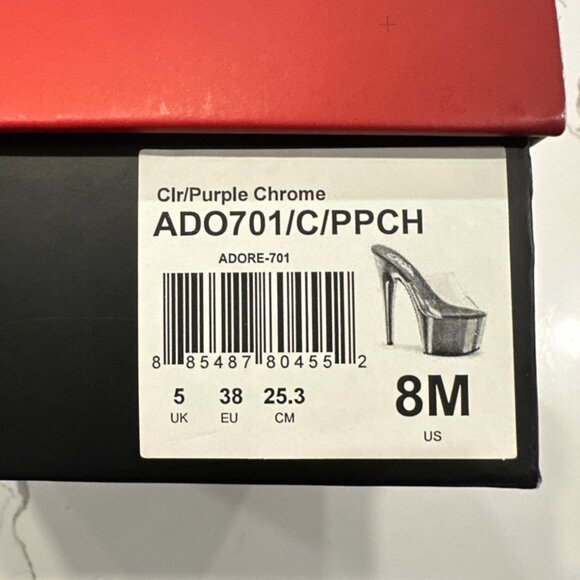 Clr/Purple Chrome
ADO701/C/PPCH
ADORE-701
8 85487 80455 2
5 38 25.3
UK EU CM
8M
US